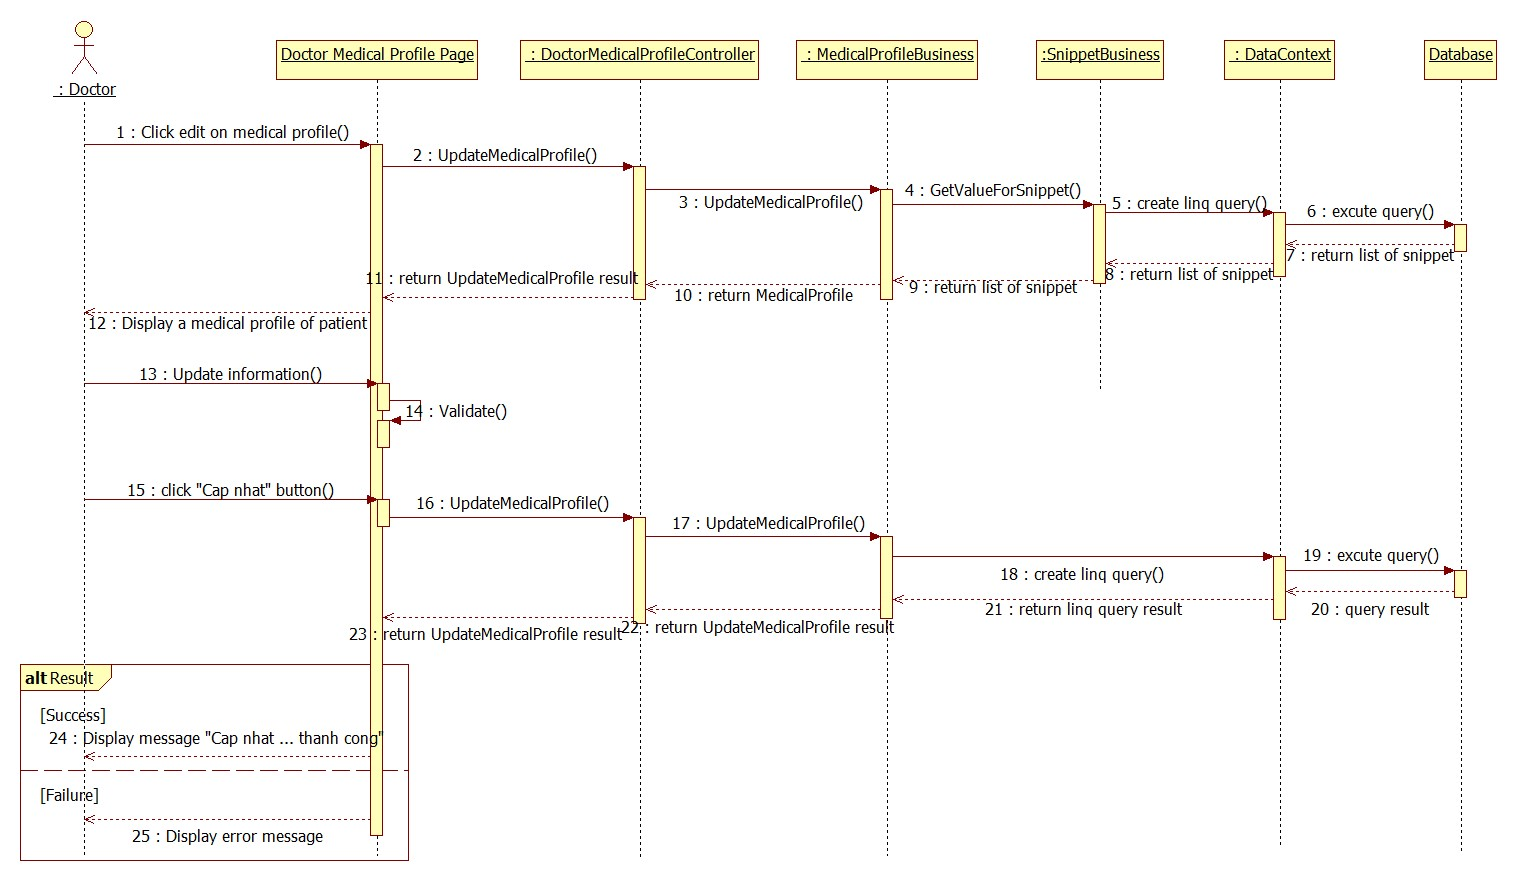 : Doctor
Doctor Medical Profile Page
: DoctorMedicalProfileController
: MedicalProfileBusiness
:SnippetBusiness
: DataContext
Database
1 : Click edit on medical profile()
2 : UpdateMedicalProfile()
3 : UpdateMedicalProfile()
4 : GetValueForSnippet()
5 : create linq query()
6 : excute query()
7 : return list of snippet
8 : return list of snippet
9 : return list of snippet
10 : return MedicalProfile
11 : return UpdateMedicalProfile result
12 : Display a medical profile of patient
13 : Update information()
14 : Validate()
15 : click "Cap nhat" button()
16 : UpdateMedicalProfile()
17 : UpdateMedicalProfile()
18 : create linq query()
19 : excute query()
20 : query result
21 : return linq query result
22 : return UpdateMedicalProfile result
23 : return UpdateMedicalProfile result
alt Result
[Success]
24 : Display message "Cap nhat ... thanh cong"
[Failure]
25 : Display error message